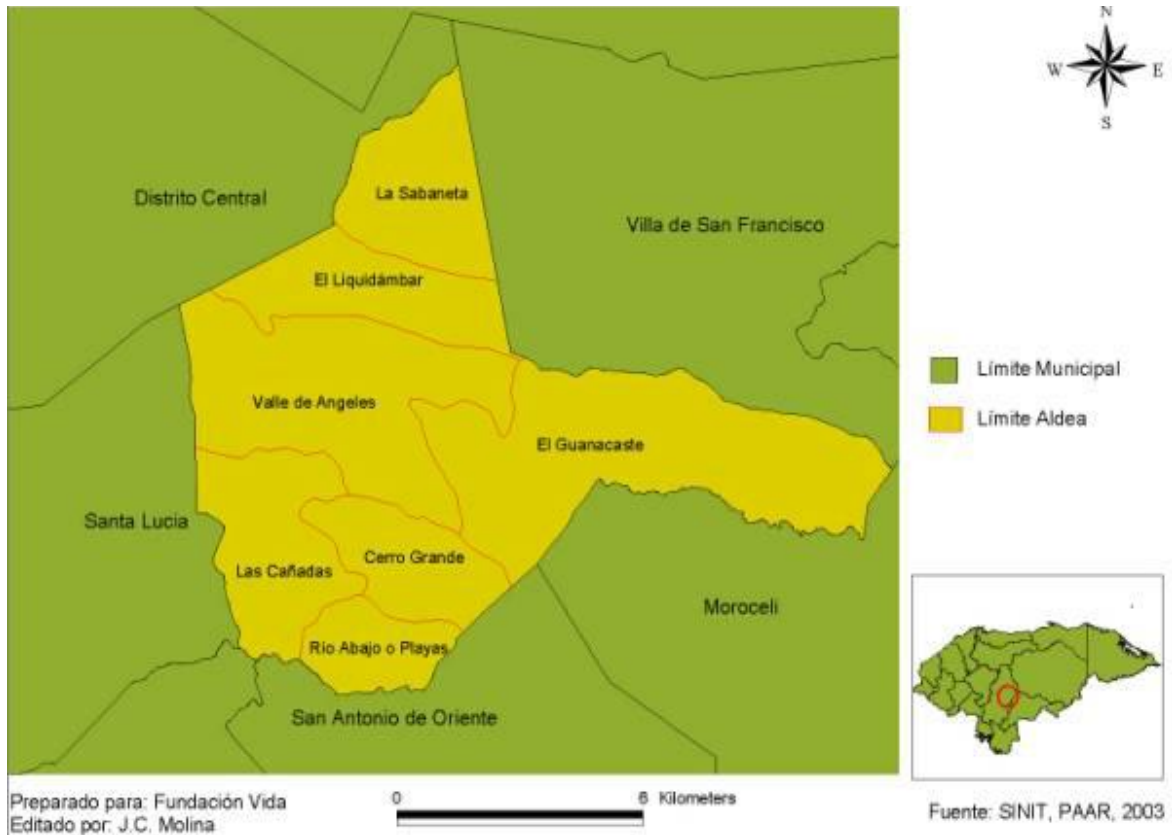 N
W E
S
La Sabaneta
Distrito Central
Villa de San Francisco
El Liquidámbar
Límite Municipal
Valle de Angeles
Límite Aldea
El Guanacaste
Santa Lucia
Cerro Grande
Las Cañadas
Moroceli
Río Abajo o Playas
San Antonio de Oriente
Preparado para: Fundación Vida
Editado por: J.C. Molina
0 6 Kilometers
Fuente: SINIT, PAAR, 2003